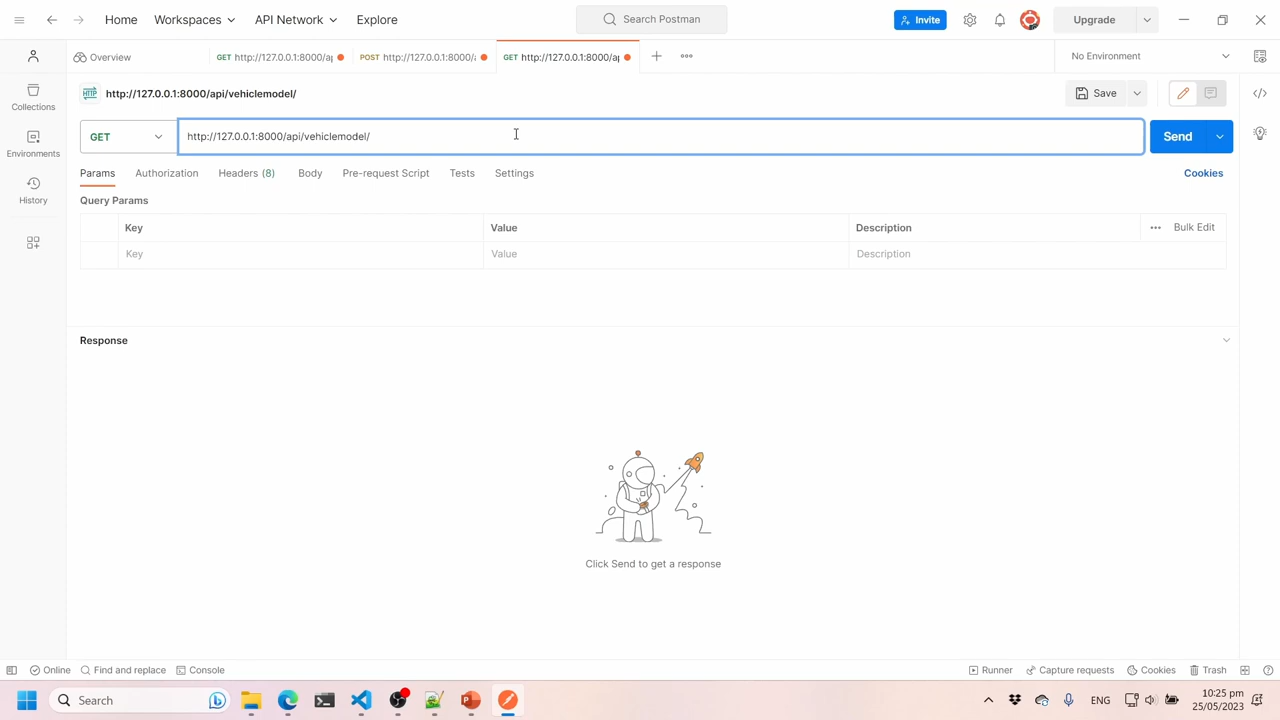 Home Workspaces API Network Explore Search Postman Invite Upgrade
Overview GET http://127.0.0.1:8000/a POST http://127.0.0.1:8000/ GET http://127.0.0.1:8000/a No Environment
HTTP http://127.0.0.1:8000/api/vehiclemodel/ Save
GET http://127.0.0.1:8000/api/vehiclemodel/ Send
Collections
Environments
History
Params Authorization Headers (8) Body Pre-request Script Tests Settings Cookies
Query Params
Key Value Description Bulk Edit
Key Value Description
Response
Click Send to get a response
Online Find and replace Console Runner Capture requests Cookies Trash
Search ENG 10:25 pm
25/05/2023